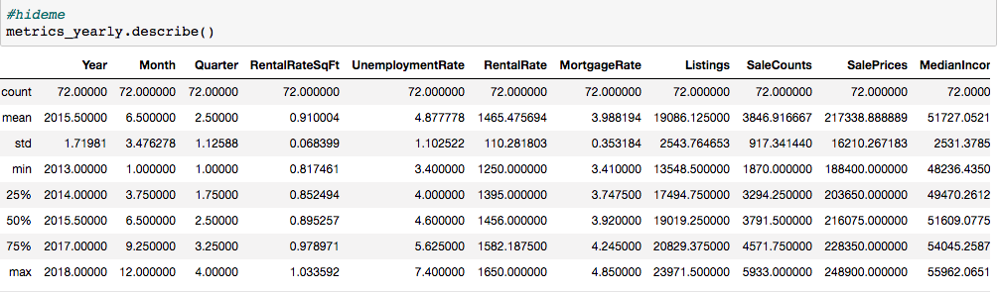 #hideme
metrics_yearly.describe()
Year Month Quarter RentalRateSqFt UnemploymentRate RentalRate MortgageRate Listings SaleCounts SalePrices MedianIncor
count 72.00000 72.000000 72.00000 72.000000 72.000000 72.000000 72.000000 72.000000 72.000000 72.000000 72.0000
mean 2015.50000 6.500000 2.50000 0.910004 4.877778 1465.475694 3.988194 19086.125000 3846.916667 217338.888889 51727.0521
std 1.71981 3.476278 1.12588 0.068399 1.102522 110.281803 0.353184 2543.764653 917.341440 16210.267183 2531.3785
min 2013.00000 1.000000 1.00000 0.817461 3.400000 1250.000000 3.410000 13548.500000 1870.000000 188400.000000 48236.4350
25% 2014.00000 3.750000 1.75000 0.852494 4.000000 1395.000000 3.747500 17494.750000 3294.250000 203650.000000 49470.2612
50% 2015.50000 6.500000 2.50000 0.895257 4.600000 1456.000000 3.920000 19019.250000 3791.500000 216075.000000 51609.0775
75% 2017.00000 9.250000 3.25000 0.978971 5.625000 1582.187500 4.245000 20829.375000 4571.750000 228350.000000 54045.2587
max 2018.00000 12.000000 4.00000 1.033592 7.400000 1650.000000 4.850000 23971.500000 5933.000000 248900.000000 55962.0651